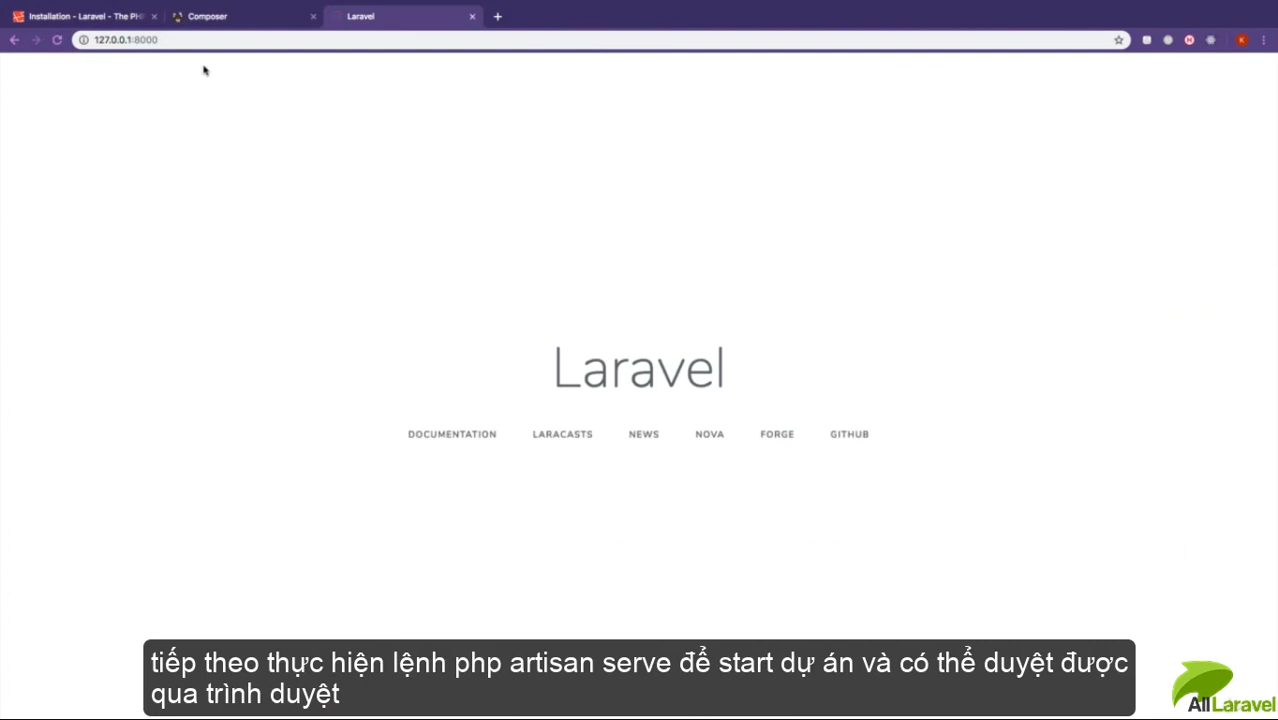 Installation - Laravel - The PH
Composer
Laravel
127.0.0.1:8000
Laravel
DOCUMENTATION LARACASTS NEWS NOVA FORGE GITHUB
tiếp theo thực hiện lệnh php artisan serve để start dự án và có thể duyệt được
qua trình duyệt
AllLaravel